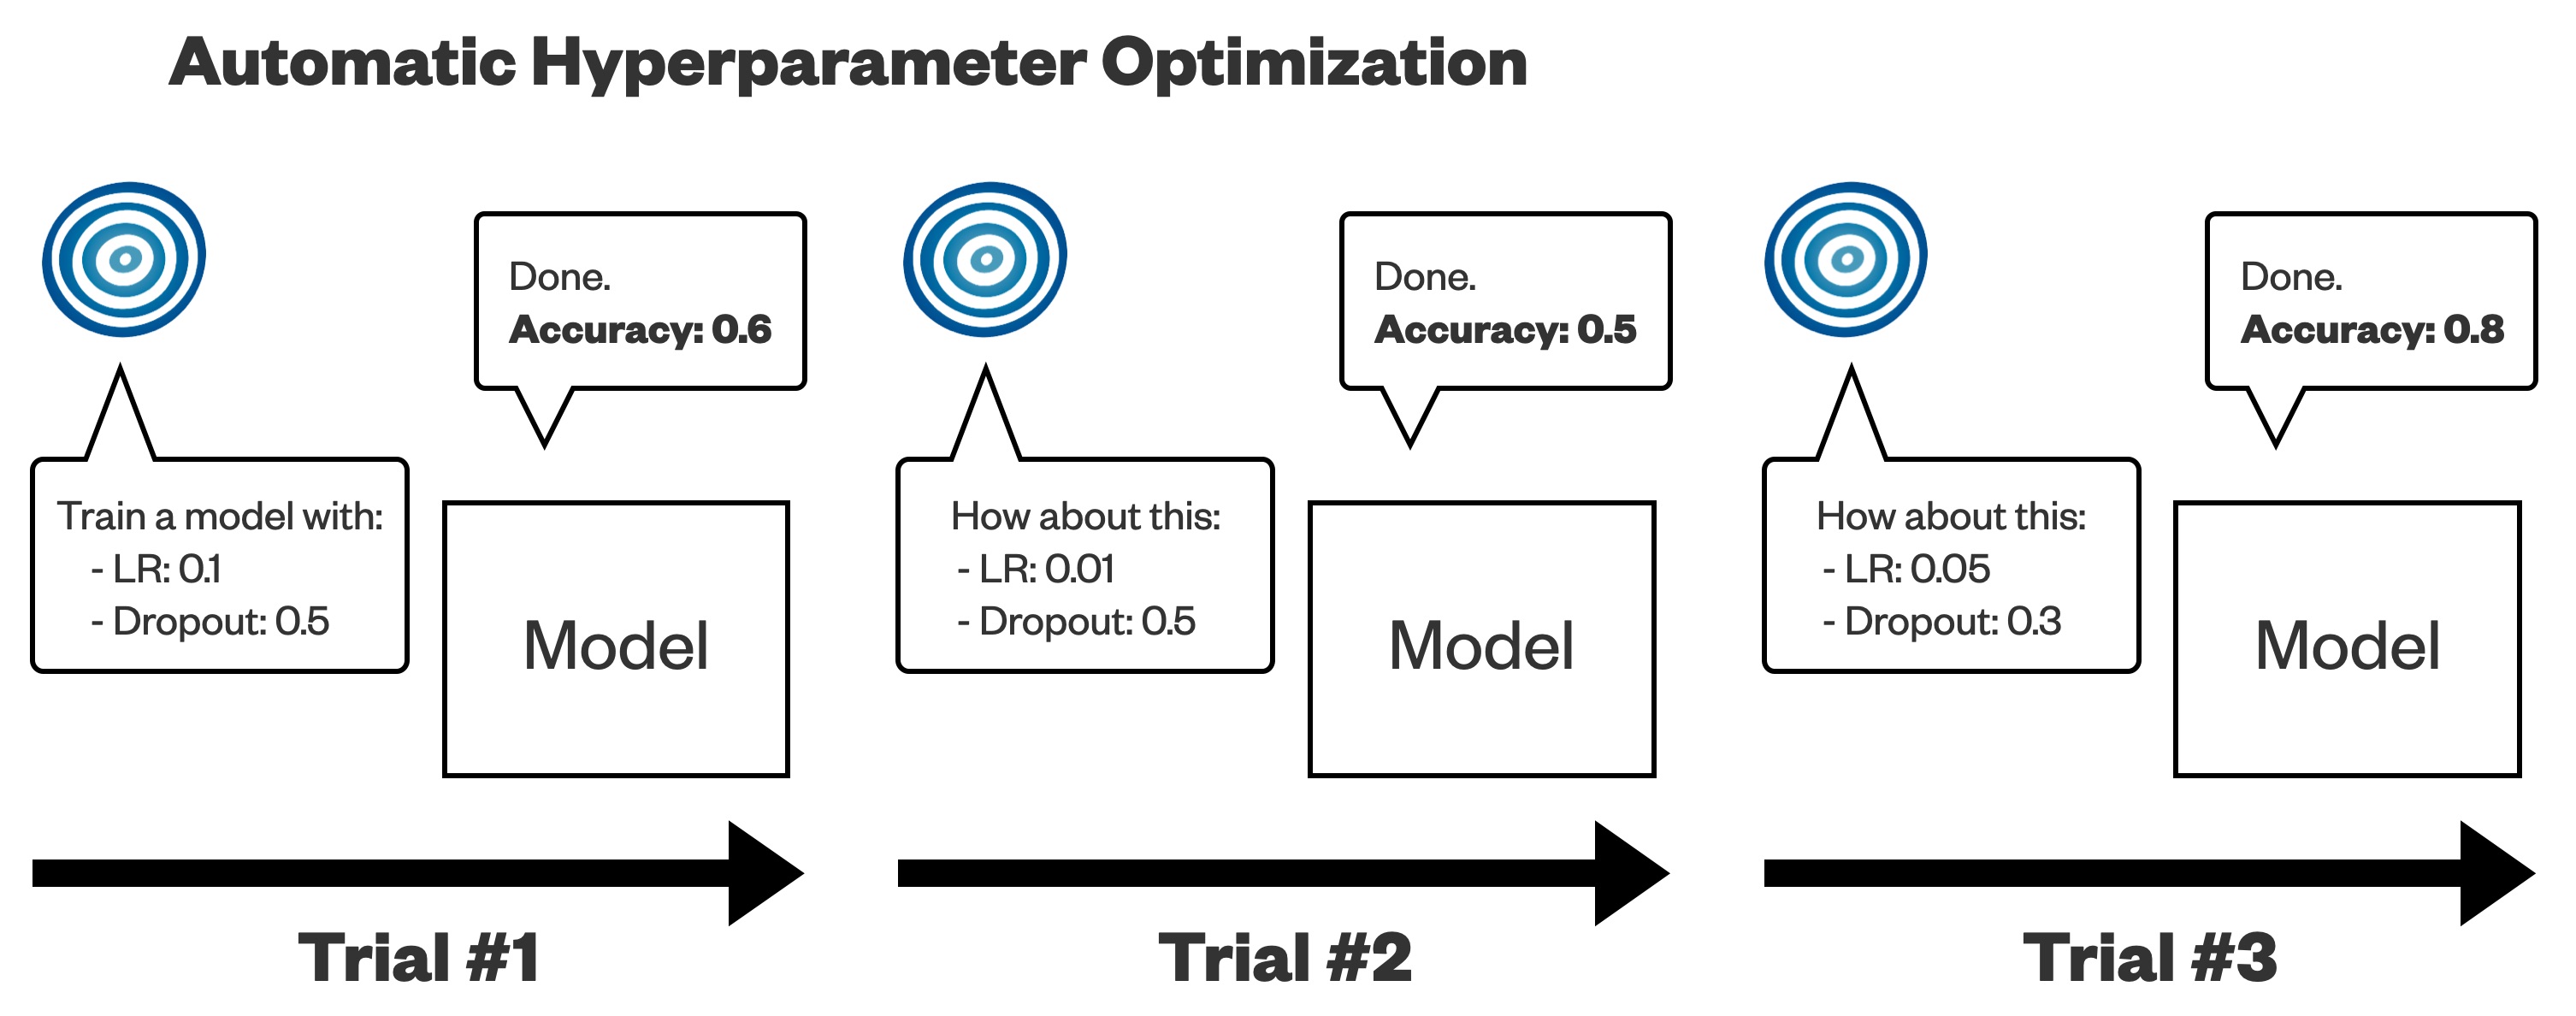 Automatic Hyperparameter Optimization
Train a model with:
- LR: 0.1
- Dropout: 0.5
Done.
Accuracy: 0.6
Model
Trial #1
How about this:
- LR: 0.01
- Dropout: 0.5
Done.
Accuracy: 0.5
Model
Trial #2
How about this:
- LR: 0.05
- Dropout: 0.3
Done.
Accuracy: 0.8
Model
Trial #3